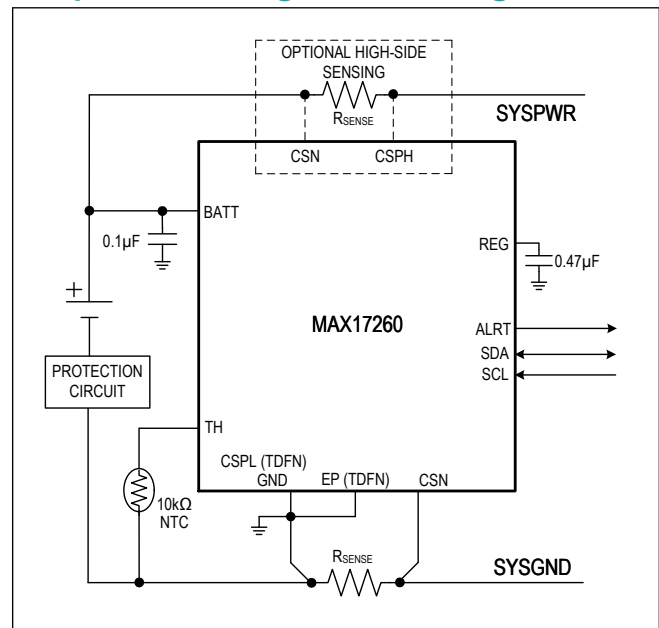 OPTIONAL HIGH-SIDE
SENSING
RSENSE
SYSPWR
CSN
CSPH
BATT
0.1µF
REG
0.47µF
+
MAX17260
ALRT
SDA
SCL
PROTECTION
CIRCUIT
TH
CSPL (TDFN)
GND
EP (TDFN)
CSN
10kΩ
NTC
RSENSE
SYSGND